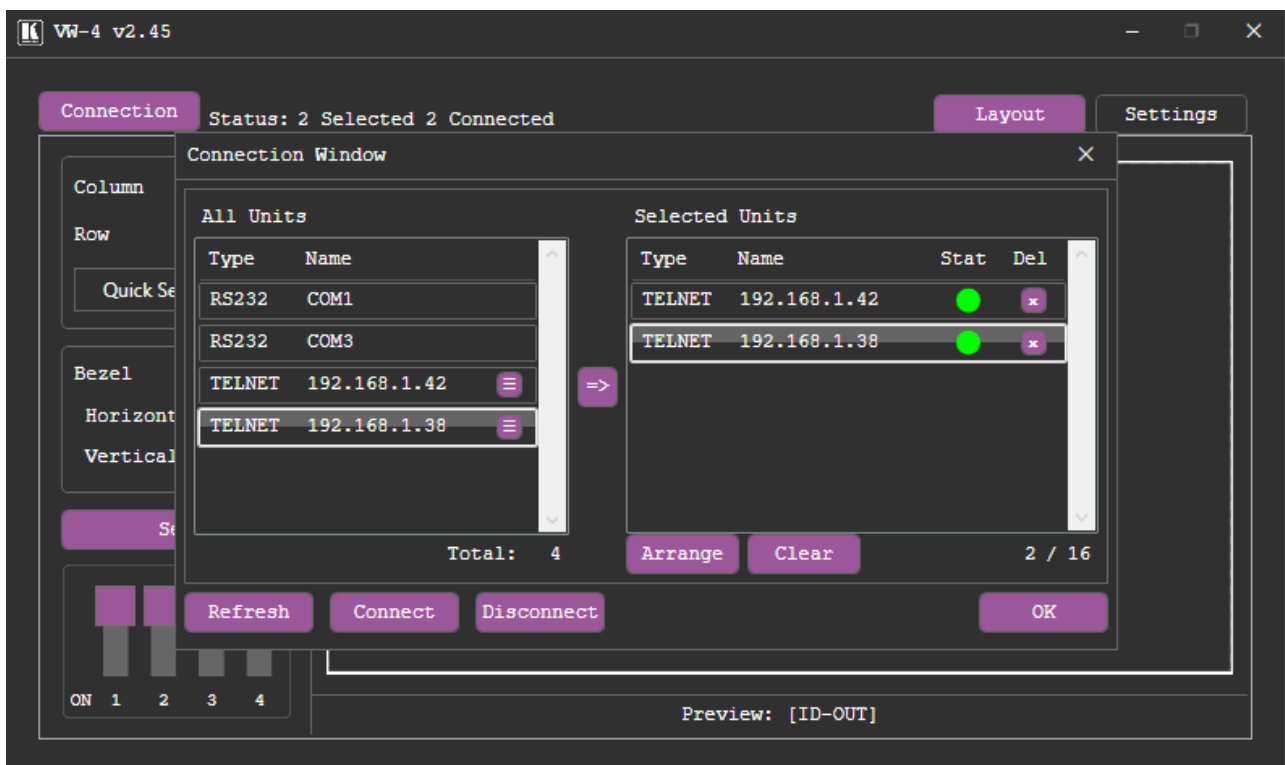 VW-4 v2.45
Connection Status: 2 Selected 2 Connected Layout Settings
Connection Window
Column
All Units Selected Units
Row
Type Name Type Name Stat Del
Quick Se
RS232 COM1 TELNET 192.168.1.42 x
RS232 COM3 TELNET 192.168.1.38 x
Bezel
TELNET 192.168.1.42 =>
Horizont
TELNET 192.168.1.38
Vertical
Se
Total: 4 Arrange Clear 2 / 16
Refresh Connect Disconnect OK
ON 1 2 3 4
Preview: [ID-OUT]